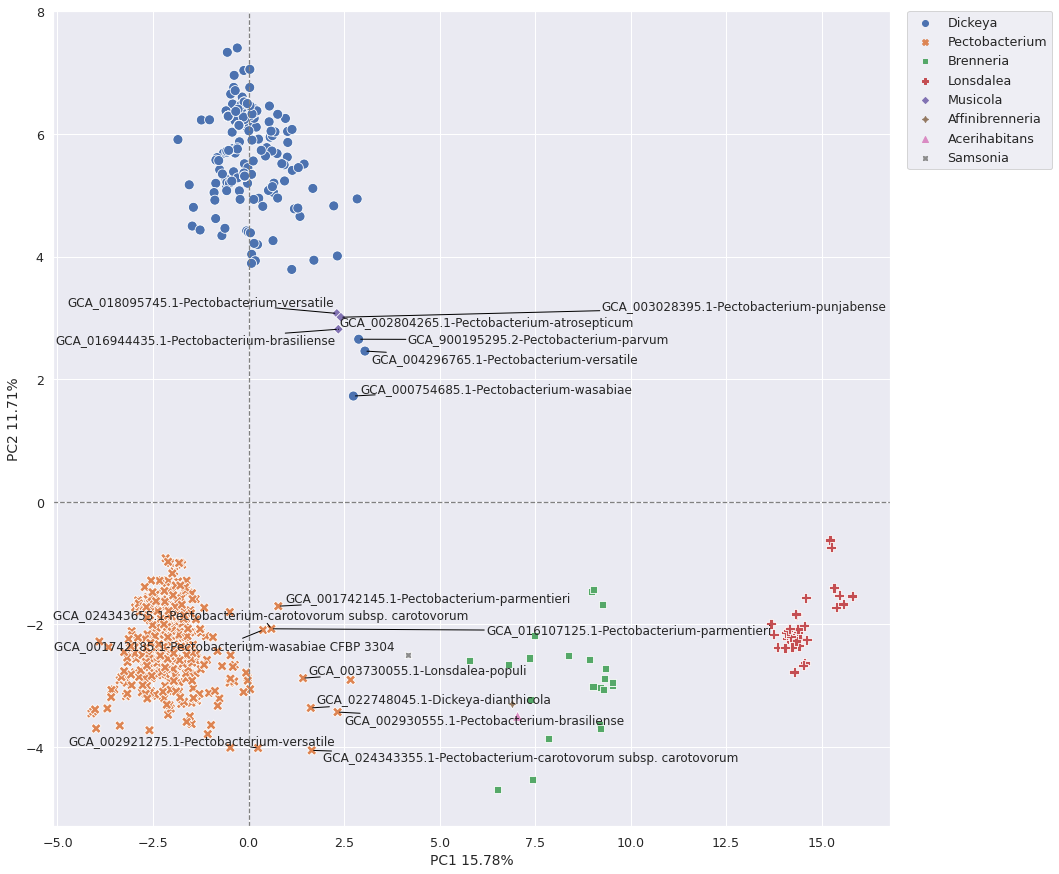 8
6
4
2
0
−2
−4
−5.0
−2.5
0.0
2.5
5.0
7.5
10.0
12.5
15.0
PC1 15.78%
PC2 11.71%
Dickeya
Pectobacterium
Brenneria
Lonsdalea
Musicola
Affinibrenneria
Acerihabitans
Samsonia
GCA_018095745.1-Pectobacterium-versatile
GCA_003028395.1-Pectobacterium-punjabense
GCA_002804265.1-Pectobacterium-atrosepticum
GCA_016944435.1-Pectobacterium-brasiliense
GCA_900195295.2-Pectobacterium-parvum
GCA_004296765.1-Pectobacterium-versatile
GCA_000754685.1-Pectobacterium-wasabiae
GCA_001742145.1-Pectobacterium-parmentieri
GCA_024343655.1-Pectobacterium-carotovorum subsp. carotovorum
GCA_016107125.1-Pectobacterium-parmentieri
GCA_001742185.1-Pectobacterium-wasabiae CFBP 3304
GCA_003730055.1-Lonsdalea-populi
GCA_022748045.1-Dickeya-dianthicola
GCA_002930555.1-Pectobacterium-brasiliense
GCA_002921275.1-Pectobacterium-versatile
GCA_024343355.1-Pectobacterium-carotovorum subsp. carotovorum